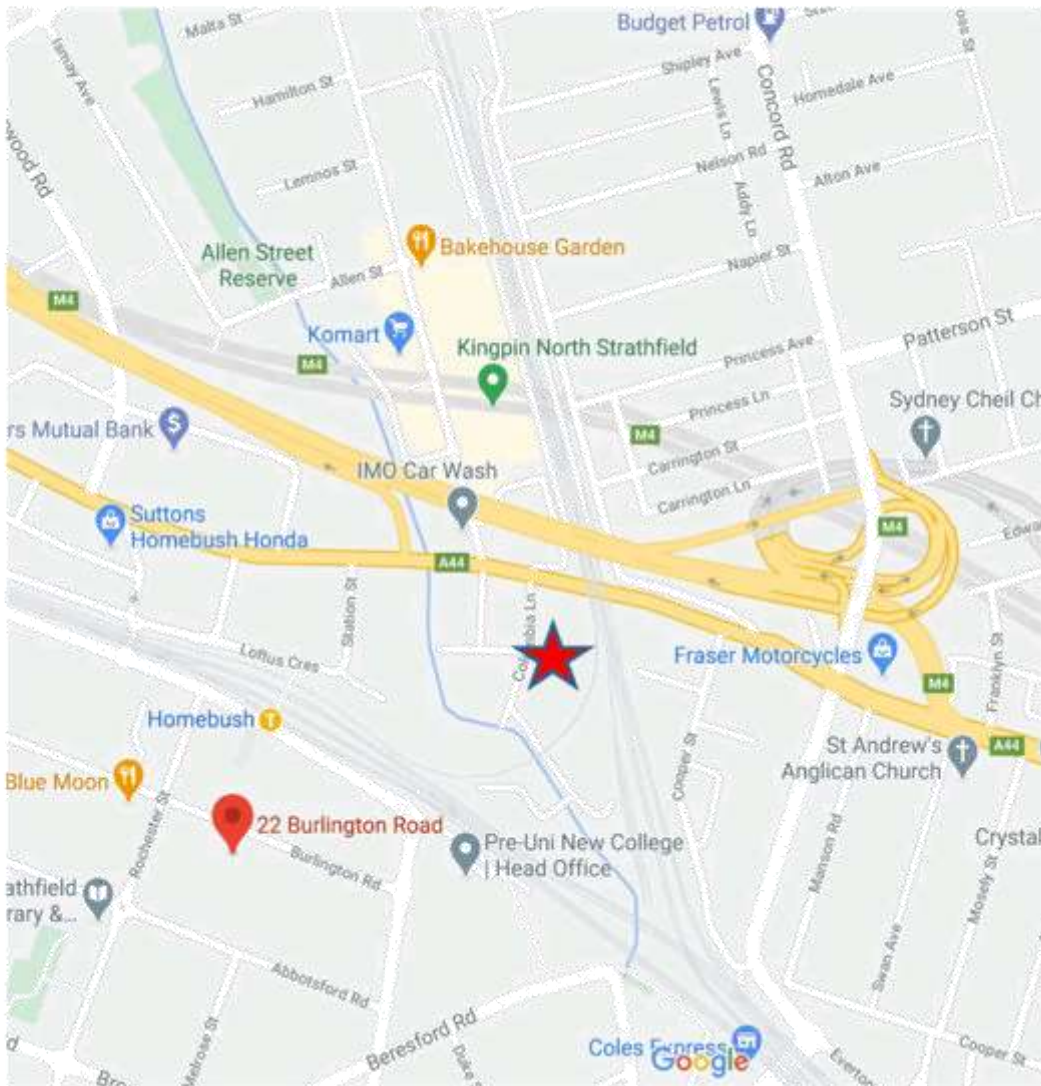 Malta St
Ismay Ave
Budget Petrol
Shipley Ave
Concord Rd
Homedale Ave
Hamilton St
Lewis Ln
Nelson Rd
Addy Ln
Alton Ave
Lemnos St
Allen Street
Reserve
Allen St
Bakehouse Garden
Napier St
M4
Komart
Kingpin North Strathfield
M4
Princess Ave
Patterson St
Princess Ln
Sydney Cheil Ch
rs Mutual Bank
M4
Carrington St
IMO Car Wash
Carrington Ln
Suttons
Homebush Honda
M4
Edwar
A44
Station St
Columbia Ln
Loftus Cres
Fraser Motorcycles
Franklyn St
M4
Homebush
T
Cooper St
St Andrew's
Anglican Church
A44
Blue Moon
Rochester St
22 Burlington Road
Burlington Rd
Pre-Uni New College
| Head Office
Manson Rd
Crystal
Mosely St
athfield
rary &...
Swan Ave
Abbotsford Rd
Melrose St
Beresford Rd
Coles Express
Google
Everton
Cooper St